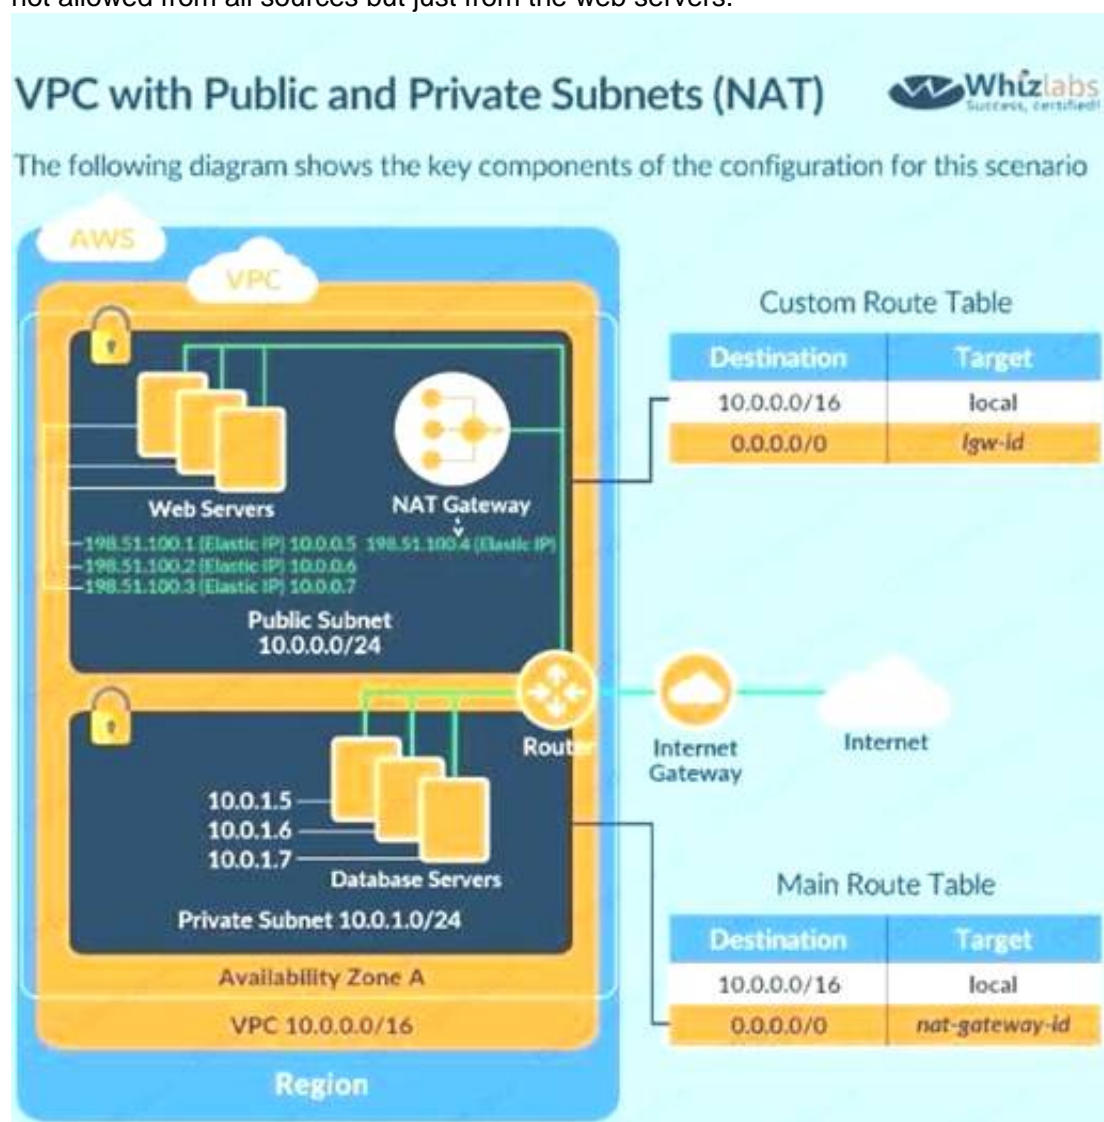 not allowed from all sources but just from the web servers.
VPC with Public and Private Subnets (NAT)
Whizlabs
Success, certified!
The following diagram shows the key components of the configuration for this scenario
AWS
VPC
Custom Route Table
Destination Target
10.0.0.0/16 local
0.0.0.0/0 Igw-id
Web Servers
NAT Gateway
198.51.100.1 (Elastic IP) 10.0.0.5 198.51.100.4 (Elastic IP)
198.51.100.2 (Elastic IP) 10.0.0.6
198.51.100.3 (Elastic IP) 10.0.0.7
Public Subnet
10.0.0.0/24
Router
Internet
Gateway
Internet
10.0.1.5
10.0.1.6
10.0.1.7
Database Servers
Private Subnet 10.0.1.0/24
Main Route Table
Destination Target
10.0.0.0/16 local
0.0.0.0/0 nat-gateway-id
Availability Zone A
VPC 10.0.0.0/16
Region